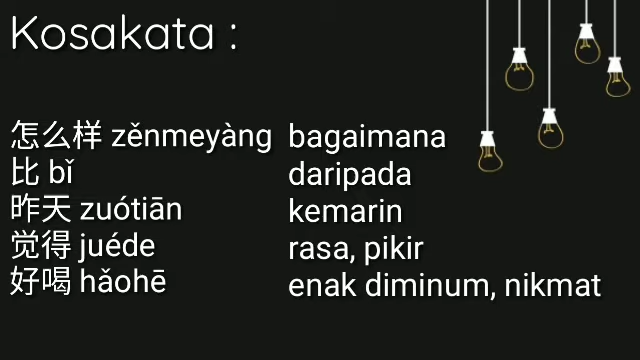 Kosakata :
怎么样 zěnmeyàng bagaimana
比 bǐ daripada
昨天 zuótiān kemarin
觉得 juéde rasa, pikir
好喝 hǎohē enak diminum, nikmat